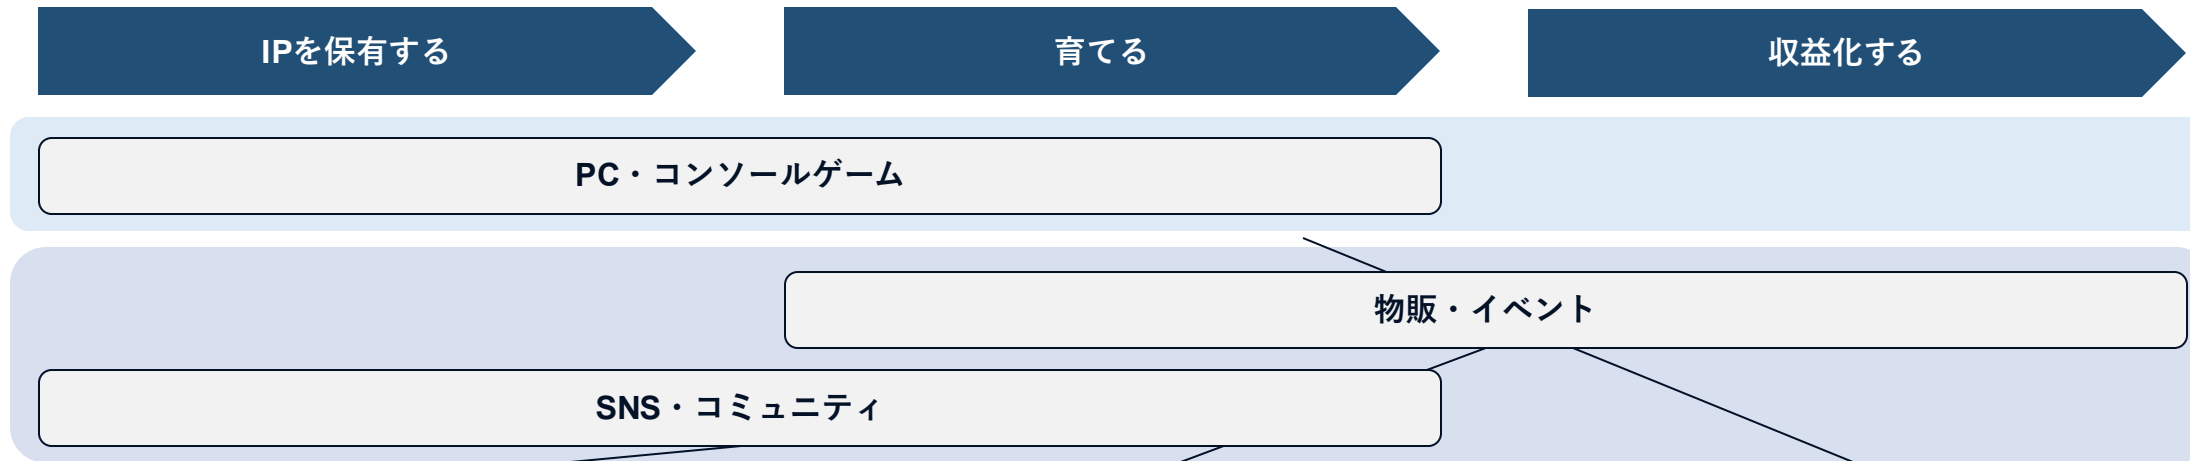 IPを保有する
育てる
収益化する
PC・コンソールゲーム
物販・イベント
SNS・コミュニティ